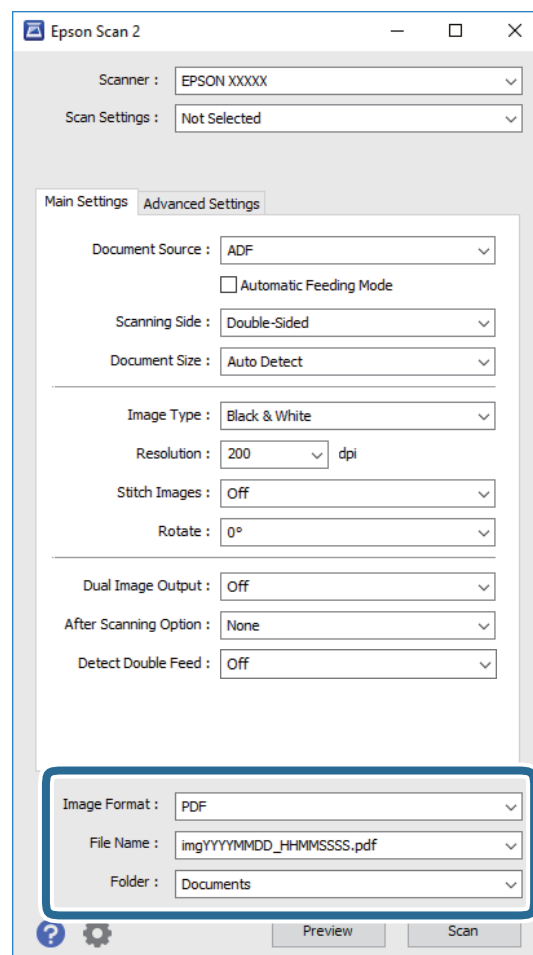 Epson Scan 2
Scanner : EPSON XXXXX
Scan Settings : Not Selected
Main Settings Advanced Settings
Document Source : ADF
Automatic Feeding Mode
Scanning Side : Double-Sided
Document Size : Auto Detect
Image Type : Black & White
Resolution : 200 dpi
Stitch Images : Off
Rotate : 0°
Dual Image Output : Off
After Scanning Option : None
Detect Double Feed : Off
Image Format : PDF
File Name : imgYYYYMMDD_HHMMSSSS.pdf
Folder : Documents
? Preview Scan